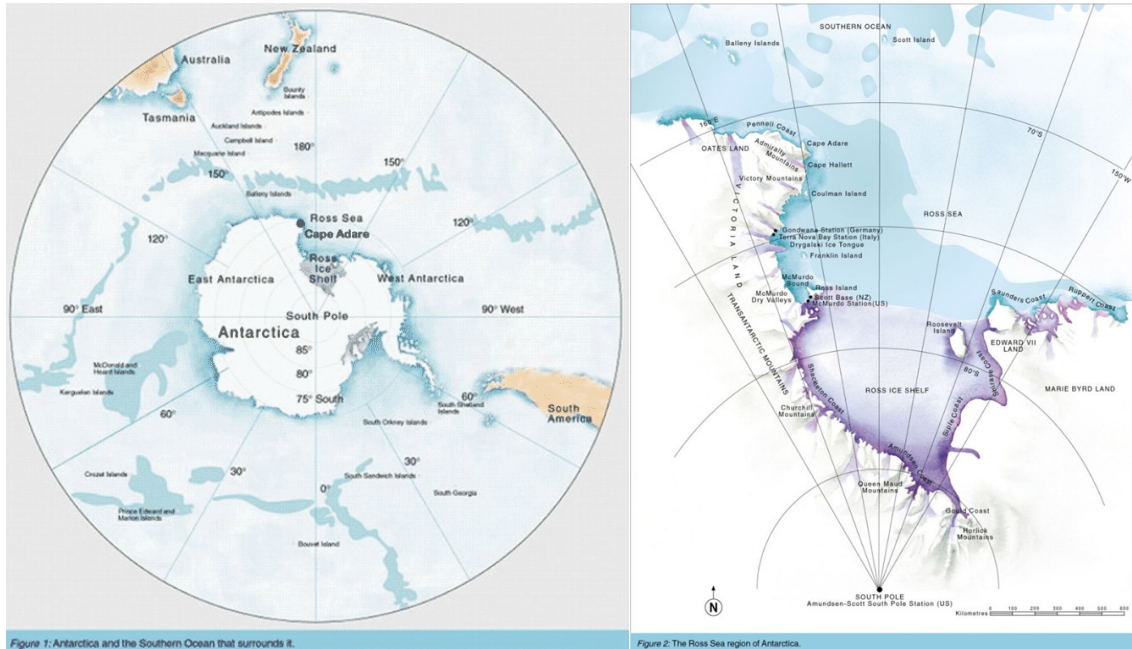 New Zealand
Australia
Bounty
Islands
Antipodes Islands
Tasmania
Auckland Islands
Campbell Island
Macquarie Island
180°
150°
150°
Balleny Islands
120°
120°
Ross Sea
Cape Adare
Ross
Ice
Shelf
East Antarctica
West Antarctica
90° East
South Pole
90° West
Antarctica
85°
80°
75° South
McDonald and
Heard Islands
Kerguelen Islands
60°
60°
South Shetland
Islands
South
America
South Orkney Islands
Crozet Islands
30°
30°
South Sandwich Islands
0°
South Georgia
Prince Edward and
Marion Islands
Bouvet Island
Figure 1: Antarctica and the Southern Ocean that surrounds it.
SOUTHERN OCEAN
Scott Island
Balleny Islands
160°E
Pennell Coast
70°S
Cape Adare
OATES LAND
Admiralty
Mountains
Cape Hallett
150°W
Victory Mountains
Coulman Island
VICTORIA LAND
ROSS SEA
Gondwana Station (Germany)
Terra Nova Bay Station (Italy)
Drygalski Ice Tongue
Franklin Island
McMurdo
Sound
Ross Island
McMurdo
Dry Valleys
Scott Base (NZ)
McMurdo Station(US)
Saunders Coast
Ruppert Coast
TRANSANTARCTIC MOUNTAINS
Roosevelt
Island
EDWARD VII
LAND
80°S
Shirase Coast
Shackleton Coast
ROSS ICE SHELF
MARIE BYRD LAND
Siple Coast
Churchill
Mountains
Amundsen Coast
Queen Maud
Mountains
Gould Coast
Horlick
Mountains
N
SOUTH POLE
Amundsen-Scott South Pole Station (US)
Kilometres 0 100 200 300 400 500 600
Figure 2: The Ross Sea region of Antarctica.